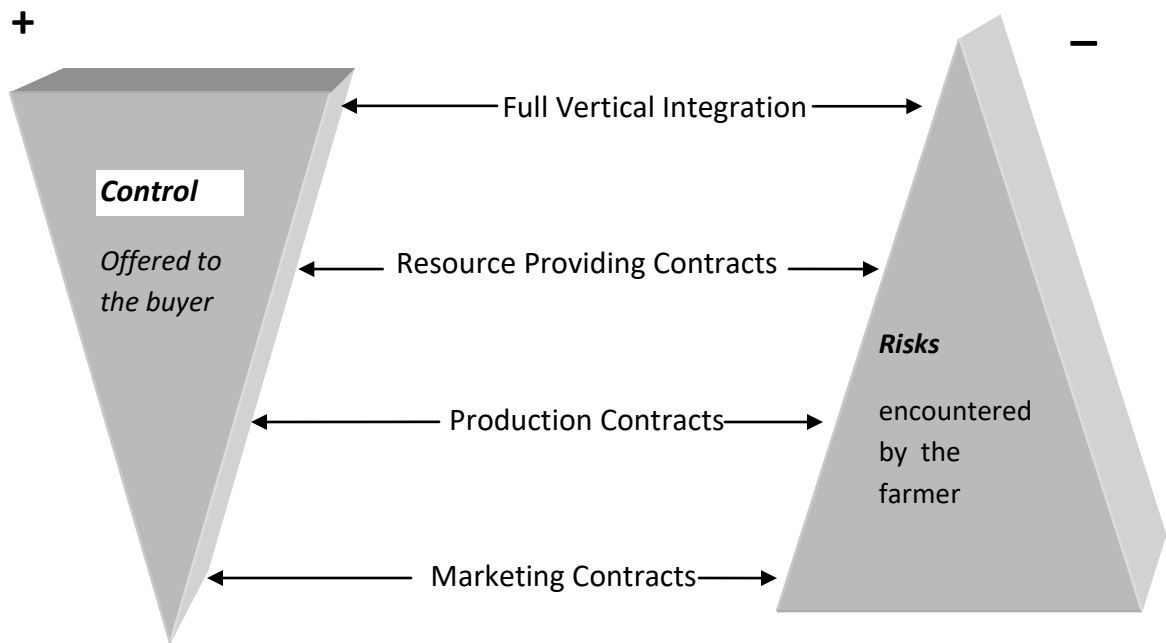 +
–
Full Vertical Integration
Control
Offered to
the buyer
Resource Providing Contracts
Risks
encountered
by the
farmer
Production Contracts
Marketing Contracts